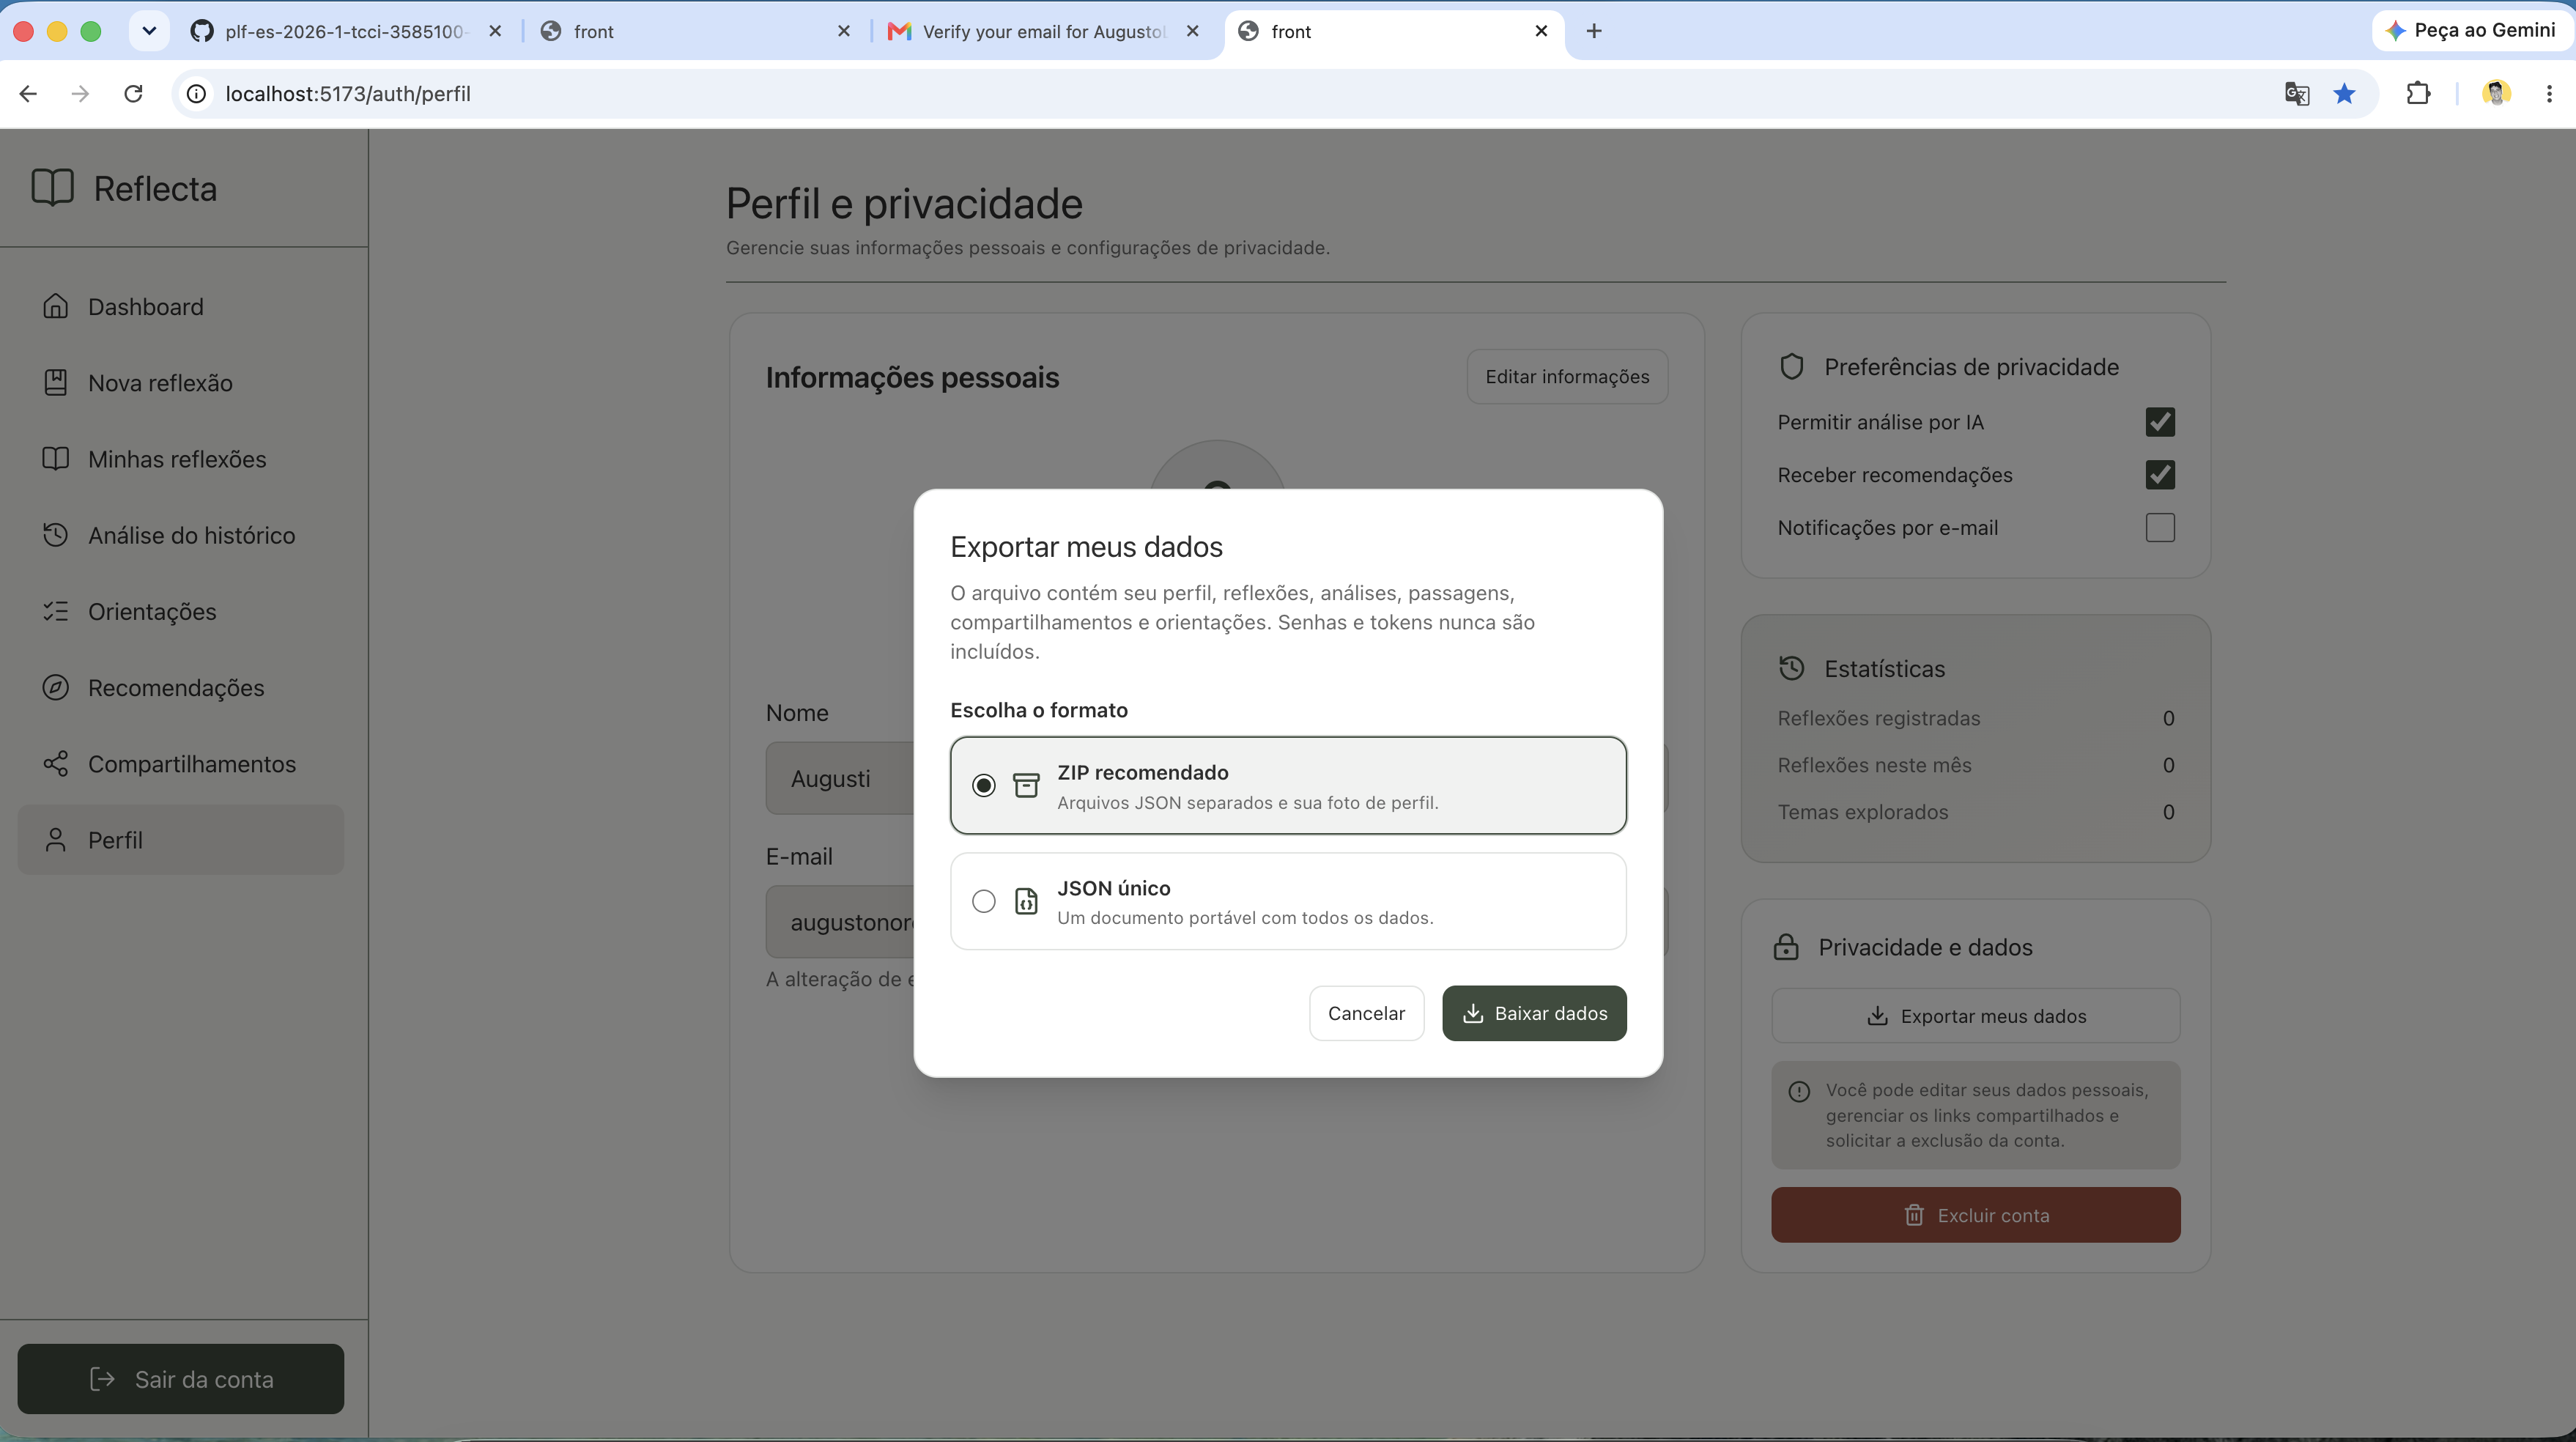 plf-es-2026-1-tcci-3585100-
front
Verify your email for Augustol
front
Peça ao Gemini
localhost:5173/auth/perfil
Reflecta
Dashboard
Nova reflexão
Minhas reflexões
Análise do histórico
Orientações
Recomendações
Compartilhamentos
Perfil
Sair da conta
Perfil e privacidade
Gerencie suas informações pessoais e configurações de privacidade.
Informações pessoais
Editar informações
Nome
Augusti
E-mail
augustonor
A alteração de e
Exportar meus dados
O arquivo contém seu perfil, reflexões, análises, passagens,
compartilhamentos e orientações. Senhas e tokens nunca são
incluídos.
Escolha o formato
ZIP recomendado
Arquivos JSON separados e sua foto de perfil.
JSON único
Um documento portável com todos os dados.
Cancelar
Baixar dados
Preferências de privacidade
Permitir análise por IA
Receber recomendações
Notificações por e-mail
Estatísticas
Reflexões registradas 0
Reflexões neste mês 0
Temas explorados 0
Privacidade e dados
Exportar meus dados
Você pode editar seus dados pessoais,
gerenciar os links compartilhados e
solicitar a exclusão da conta.
Excluir conta